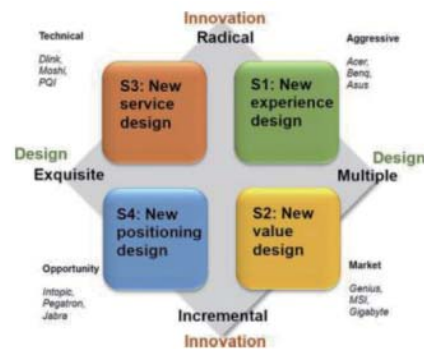 Innovation
Radical
Technical
Dlink,
Moshi,
PQI
Aggressive
Acer,
Benq,
Asus
S3: New
service
design
S1: New
experience
design
Design
Exquisite
Design
Multiple
S4: New
positioning
design
S2: New
value
design
Opportunity
Intopic,
Pegatron,
Jabra
Market
Genius,
MSI,
Gigabyte
Incremental
Innovation